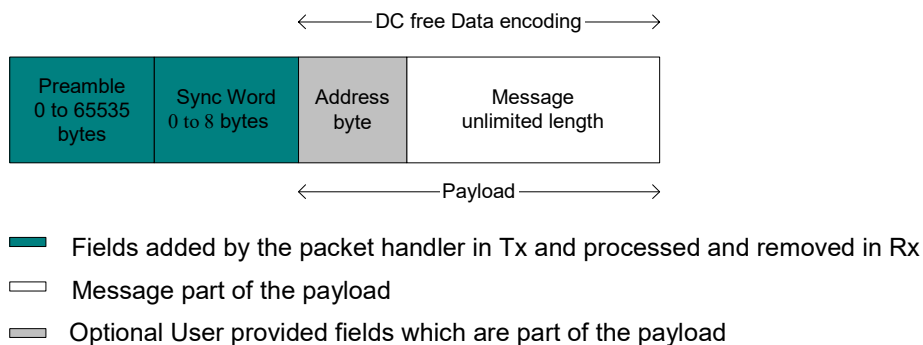 DC free Data encoding
Preamble
0 to 65535
bytes
Sync Word
0 to 8 bytes
Address
byte
Message
unlimited length
Payload
Fields added by the packet handler in Tx and processed and removed in Rx
Message part of the payload
Optional User provided fields which are part of the payload